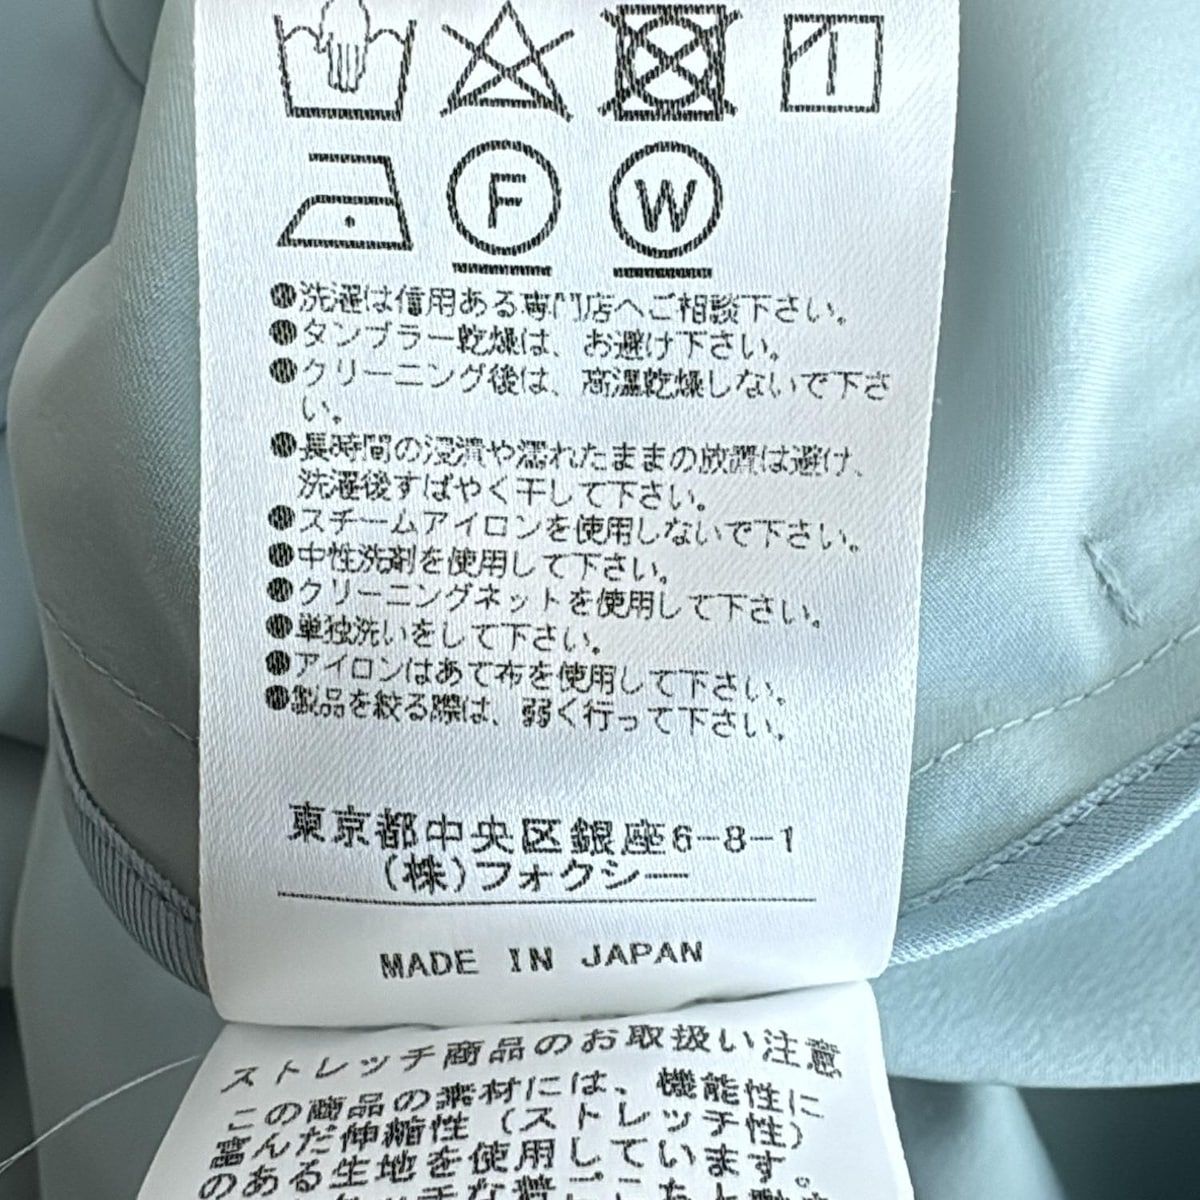 F W
●洗濯は信用ある専門店へご相談下さい。
●タンブラー乾燥は、お避け下さい。
●クリーニング後は、高温乾燥しないで下さ
い。
●長時間の浸漬や濡れたままの放置は避け、
洗濯後すばやく干して下さい。
●スチームアイロンを使用しないで下さい。
●中性洗剤を使用して下さい。
●クリーニングネットを使用して下さい。
●単独洗いをして下さい。
●アイロンはあて布を使用して下さい。
●製品を絞る際は、弱く行って下さい。
東京都中央区銀座6-8-1
(株)フォクシー
MADE IN JAPAN
ストレッチ商品のお取扱い注意
この商品の素材には、機能性に
富んだ伸縮性(ストレッチ性)
のある生地を使用しています。